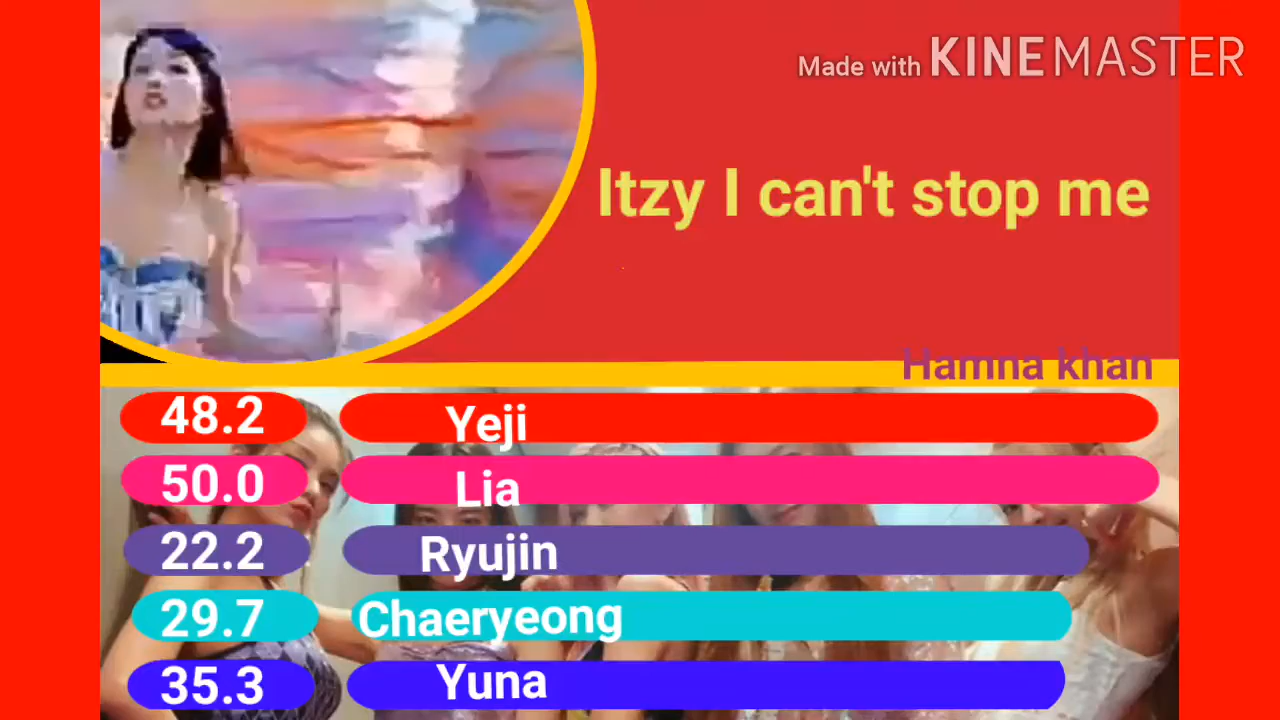 Made with KINEMASTER
Itzy I can't stop me
Hamna khan
48.2 Yeji
50.0 Lia
22.2 Ryujin
29.7 Chaeryeong
35.3 Yuna